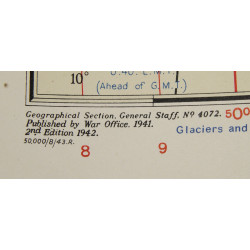 10°
(Ahead of G.M.T.)
Geographical Section, General Staff, Nº 4072.
50°
Published by War Office. 1941.
2nd Edition 1942.
Glaciers and
50,000/8/43.R.
8
9